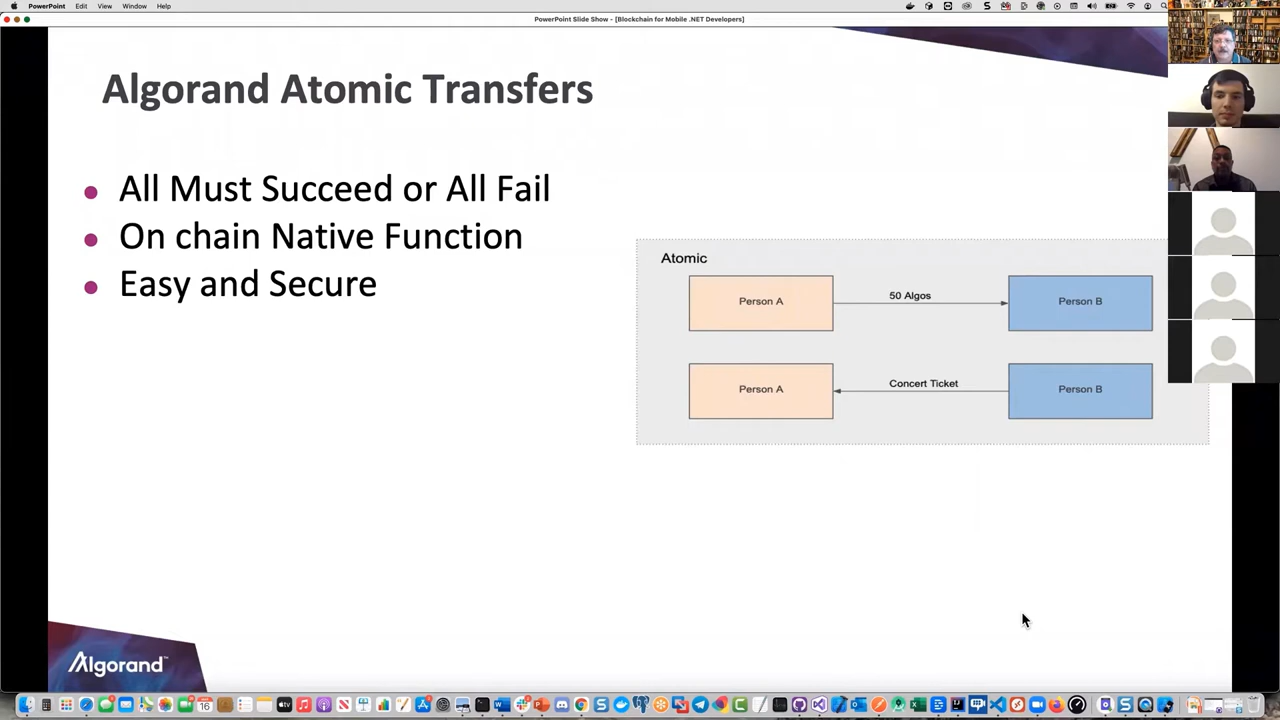 PowerPoint Edit View Window Help
PowerPoint Slide Show - [Blockchain for Mobile .NET Developers]
Algorand Atomic Transfers
All Must Succeed or All Fail
On chain Native Function
Easy and Secure
Atomic
Person A
50 Algos
Person B
Person A
Concert Ticket
Person B
Algorand™
16